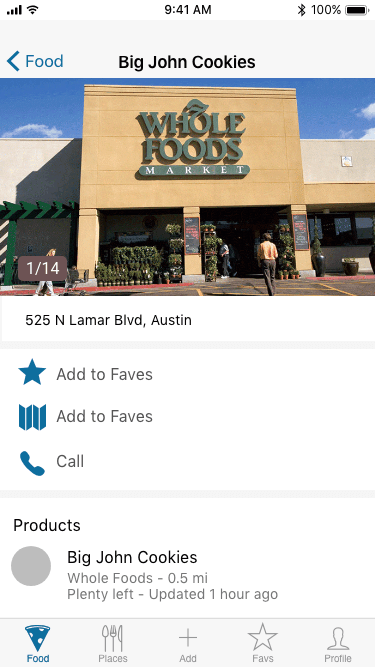 9:41 AM
100%
Food
Big John Cookies
WHOLE
FOODS
MARKET
1/14
525 N Lamar Blvd, Austin
Add to Faves
Add to Faves
Call
Products
Big John Cookies
Whole Foods - 0.5 mi
Plenty left - Updated 1 hour ago
Food
Places
Add
Favs
Profile